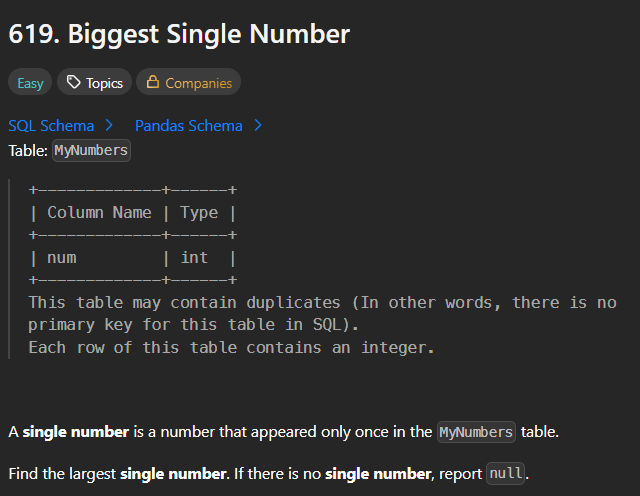 619. Biggest Single Number
Easy Topics Companies
SQL Schema > Pandas Schema >
Table: MyNumbers
+-------------+------+
| Column Name | Type |
+-------------+------+
| num         | int  |
+-------------+------+
This table may contain duplicates (In other words, there is no
primary key for this table in SQL).
Each row of this table contains an integer.
A single number is a number that appeared only once in the MyNumbers table.
Find the largest single number. If there is no single number, report null.